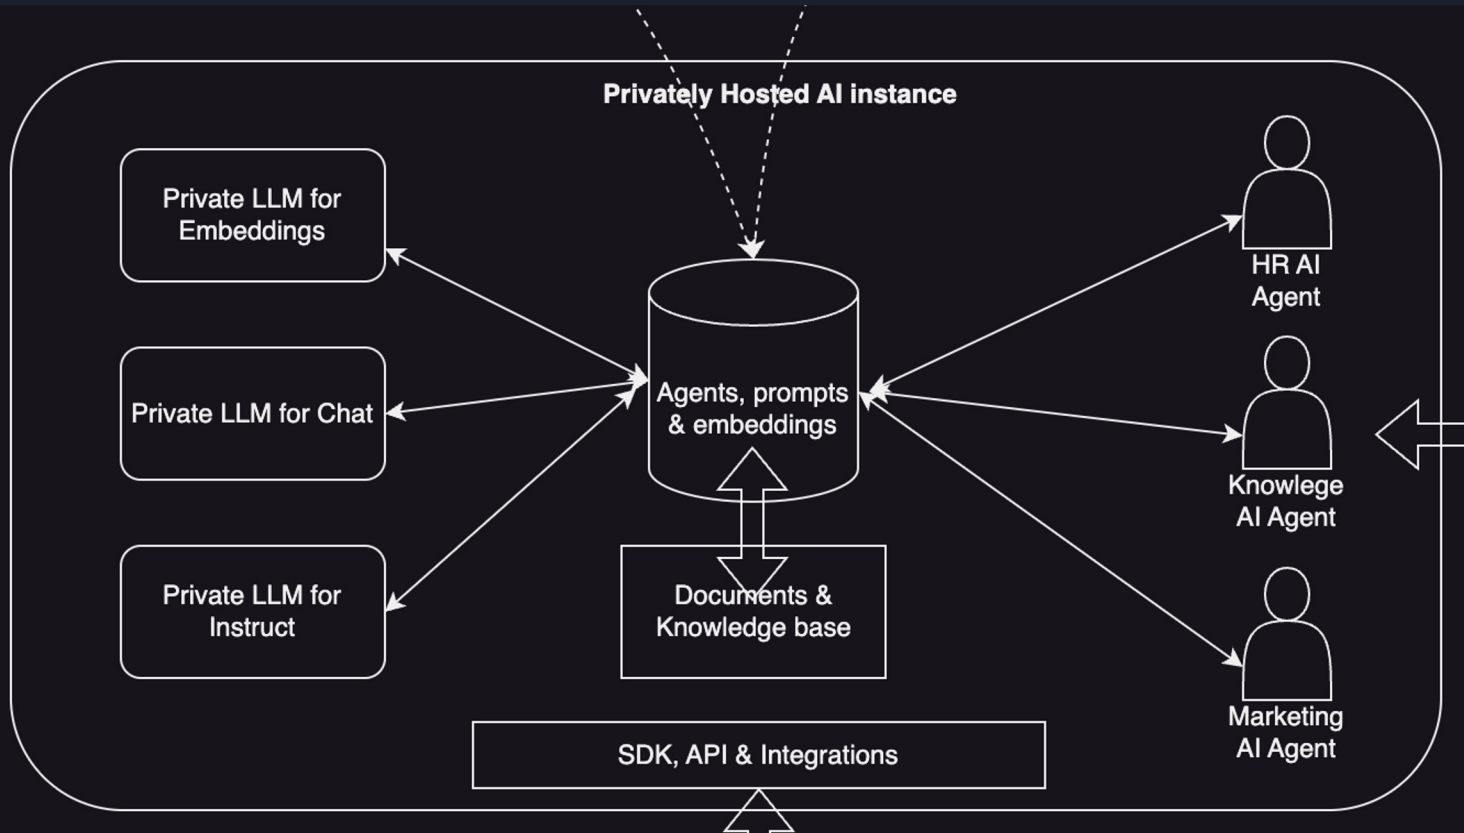 Privately Hosted AI instance
Private LLM for
Embeddings
Private LLM for Chat
Private LLM for
Instruct
Agents, prompts
& embeddings
Documents &
Knowledge base
SDK, API & Integrations
HR AI
Agent
Knowlege
AI Agent
Marketing
AI Agent